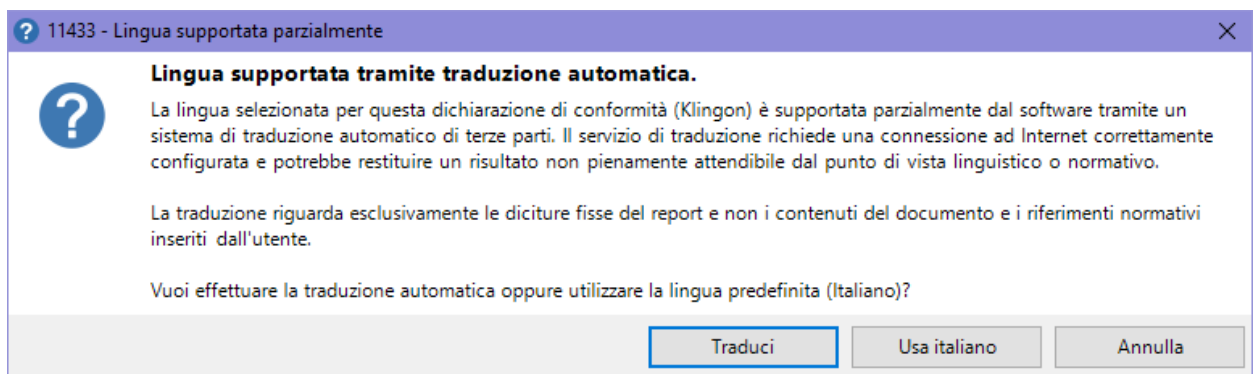 11433 - Lingua supportata parzialmente
Lingua supportata tramite traduzione automatica.
La lingua selezionata per questa dichiarazione di conformità (Klingon) è supportata parzialmente dal software tramite un
sistema di traduzione automatico di terze parti. Il servizio di traduzione richiede una connessione ad Internet correttamente
configurata e potrebbe restituire un risultato non pienamente attendibile dal punto di vista linguistico o normativo.
La traduzione riguarda esclusivamente le diciture fisse del report e non i contenuti del documento e i riferimenti normativi
inseriti dall'utente.
Vuoi effettuare la traduzione automatica oppure utilizzare la lingua predefinita (Italiano)?
Traduci
Usa italiano
Annulla